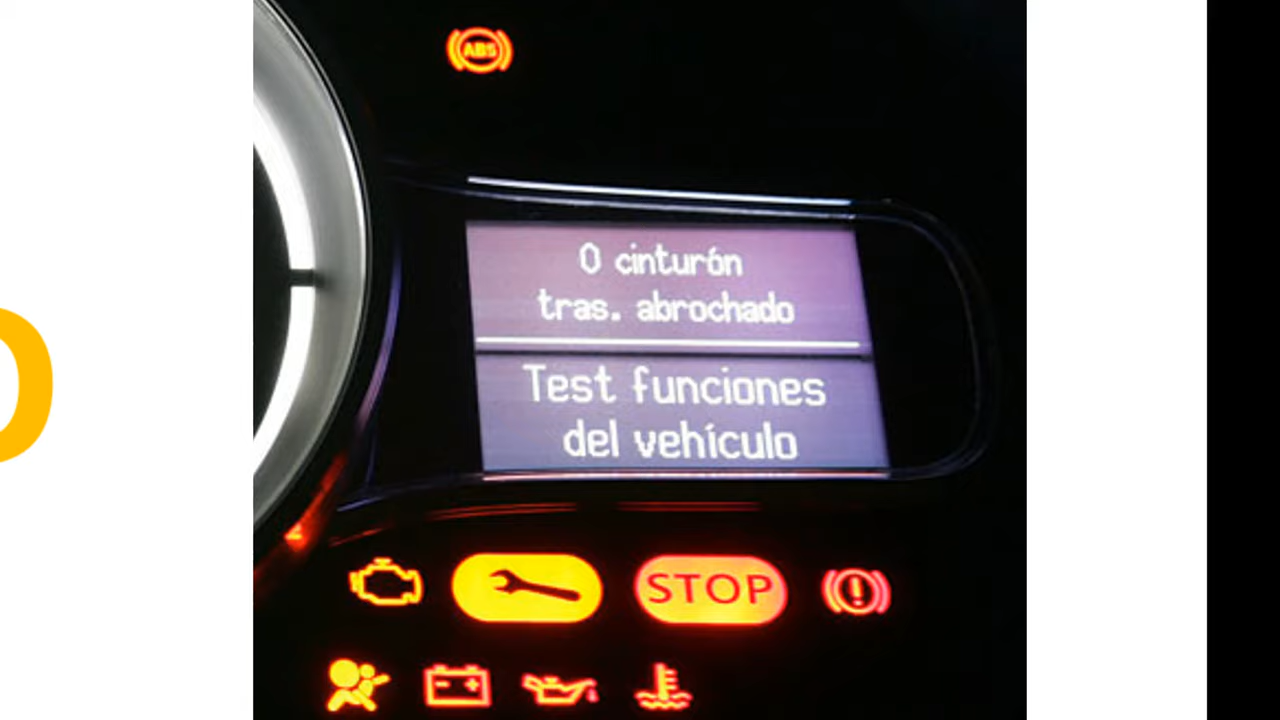 ABS
0 cinturón
tras. abrochado
Test funciones
del vehículo
STOP